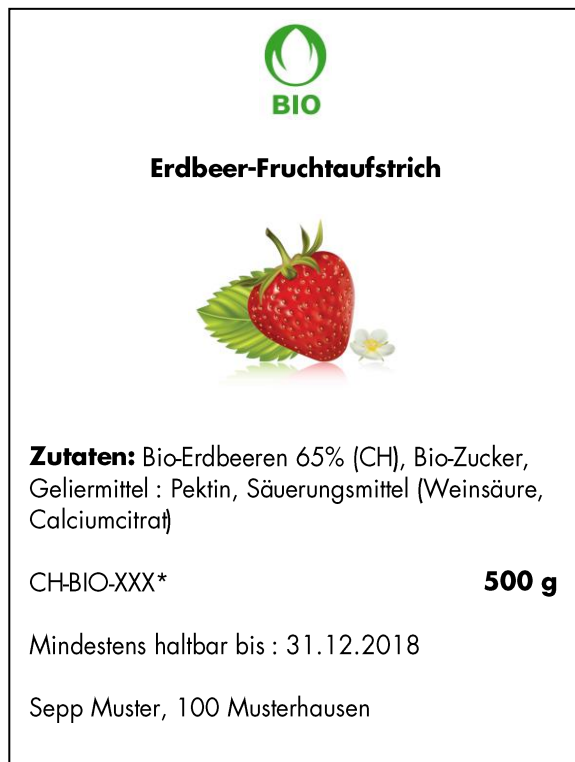 BIO
Erdbeer-Fruchtaufstrich
Zutaten: Bio-Erdbeeren 65% (CH), Bio-Zucker,
Geliermittel : Pektin, Säuerungsmittel (Weinsäure,
Calciumcitrat)
CH-BIO-XXX* 500 g
Mindestens haltbar bis : 31.12.2018
Sepp Muster, 100 Musterhausen